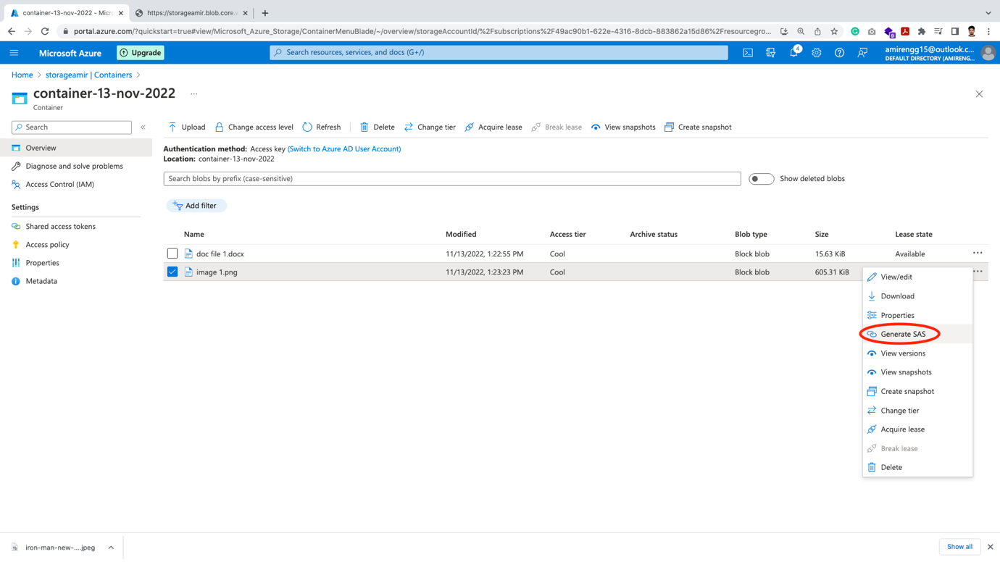 container-13-nov-2022 - Micr
https://storageamir.blob.core.w
portal.azure.com/?quickstart=true#view/Microsoft_Azure_Storage/ContainerMenuBlade/~/overview/storageAccountId/%2Fsubscriptions%2F49ac90b1-622e-4316-8dcb-883862a15d86%2Fresourcegro...
9
Microsoft Azure
Upgrade
Search resources, services, and docs (G+/)
4
amirengg15@outlook.c...
DEFAULT DIRECTORY (AMIRENG...
Home > storageamir | Containers >
container-13-nov-2022 ...
Container
Search
«
Upload
Change access level
Refresh
Delete
Change tier
Acquire lease
Break lease
View snapshots
Create snapshot
Overview
Diagnose and solve problems
Access Control (IAM)
Settings
Shared access tokens
Access policy
Properties
Metadata
Authentication method: Access key (Switch to Azure AD User Account)
Location: container-13-nov-2022
Search blobs by prefix (case-sensitive)
Show deleted blobs
Add filter
Name Modified Access tier Archive status Blob type Size Lease state
doc file 1.docx 11/13/2022, 1:22:55 PM Cool Block blob 15.63 KiB Available ...
image 1.png 11/13/2022, 1:23:23 PM Cool Block blob 605.31 KiB ...
View/edit
Download
Properties
Generate SAS
View versions
View snapshots
Create snapshot
Change tier
Acquire lease
Break lease
Delete
iron-man-new-....jpeg
Show all